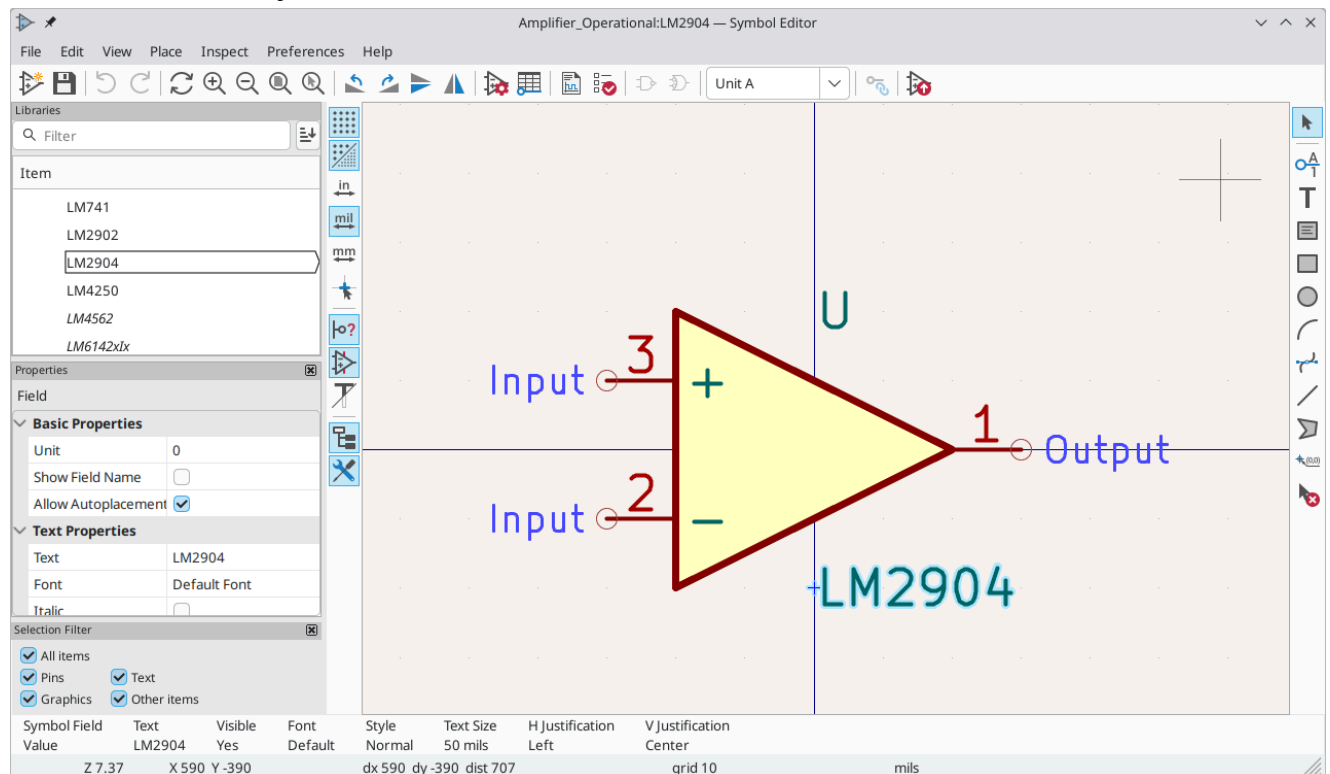 Amplifier_Operational:LM2904 — Symbol Editor
File Edit View Place Inspect Preferences Help
Unit A
Libraries
Filter
Item
LM741
LM2902
LM2904
LM4250
LM4562
LM6142xIx
Properties
Field
Basic Properties
Unit 0
Show Field Name
Allow Autoplacement
Text Properties
Text LM2904
Font Default Font
Italic
Selection Filter
All items
Pins Text
Graphics Other items
in
mil
mm
?
U
3
Input
+
1
Output
2
Input
−
LM2904
A
1
T
(0,0)
Symbol Field Text Visible Font Style Text Size H Justification V Justification
Value LM2904 Yes Default Normal 50 mils Left Center
Z 7.37 X 590 Y -390 dx 590 dy -390 dist 707 grid 10 mils